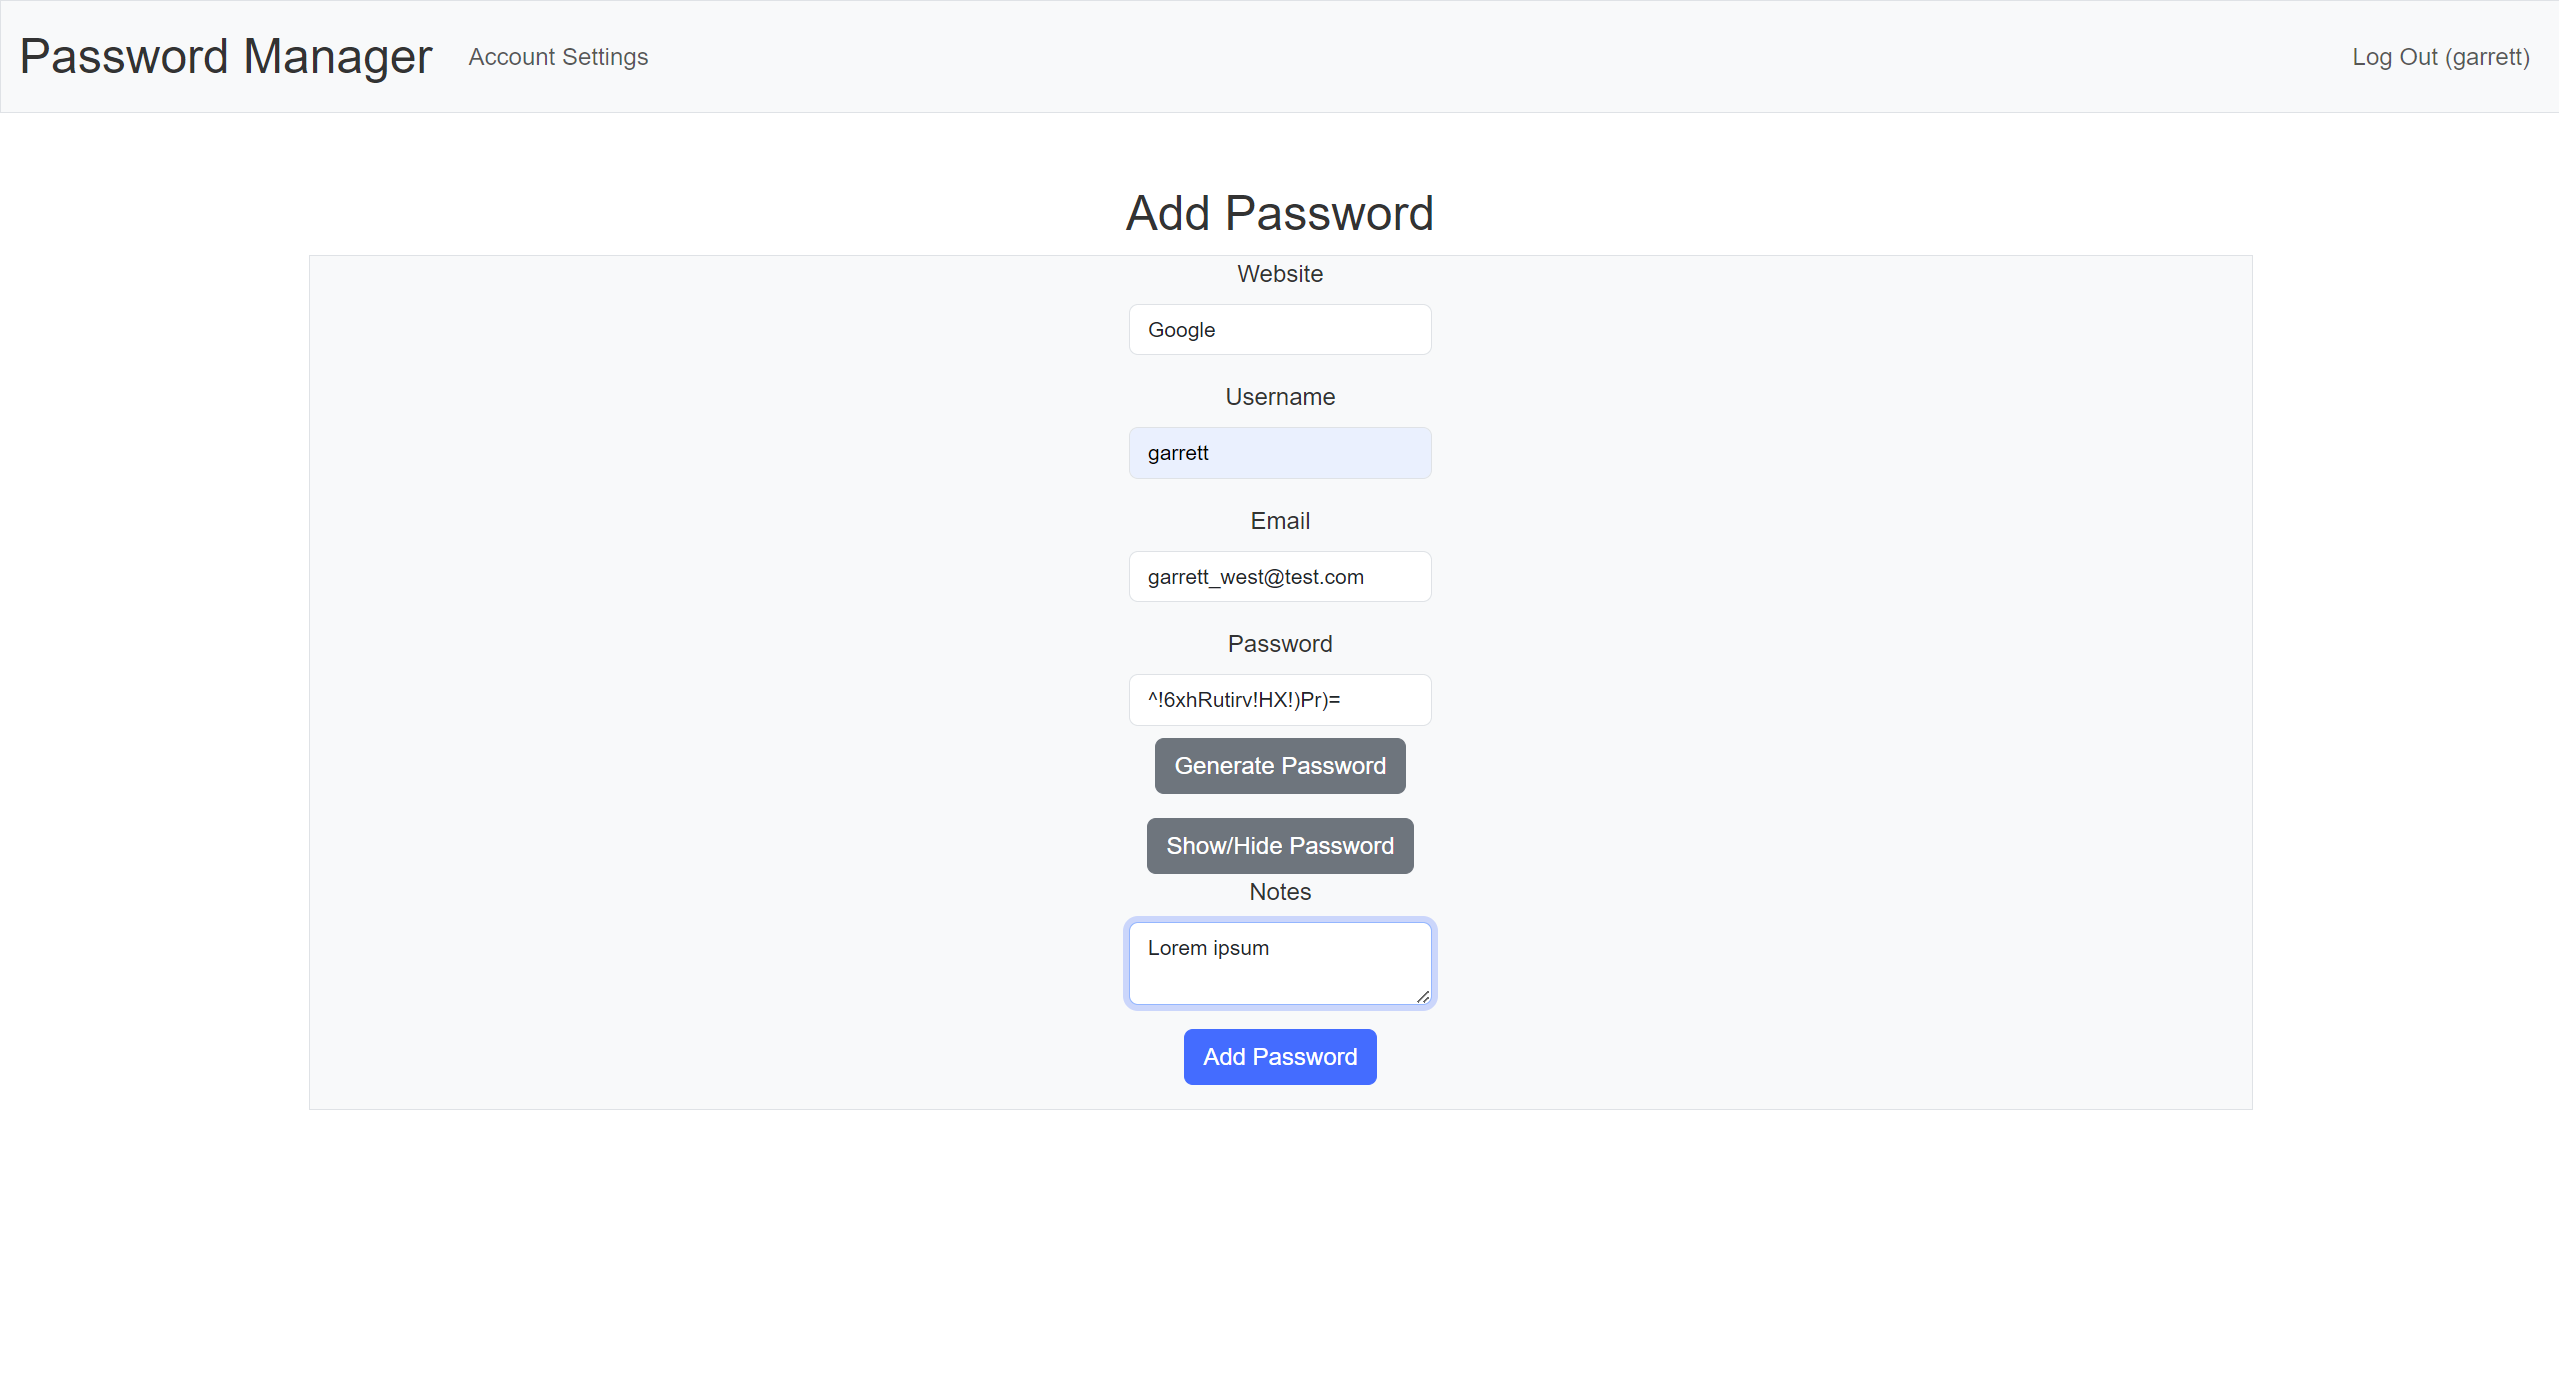 Password Manager Account Settings Log Out (garrett)
Add Password
Website
Google
Username
garrett
Email
garrett_west@test.com
Password
^!6xhRutirv!HX!)Pr)=
Generate Password
Show/Hide Password
Notes
Lorem ipsum
Add Password